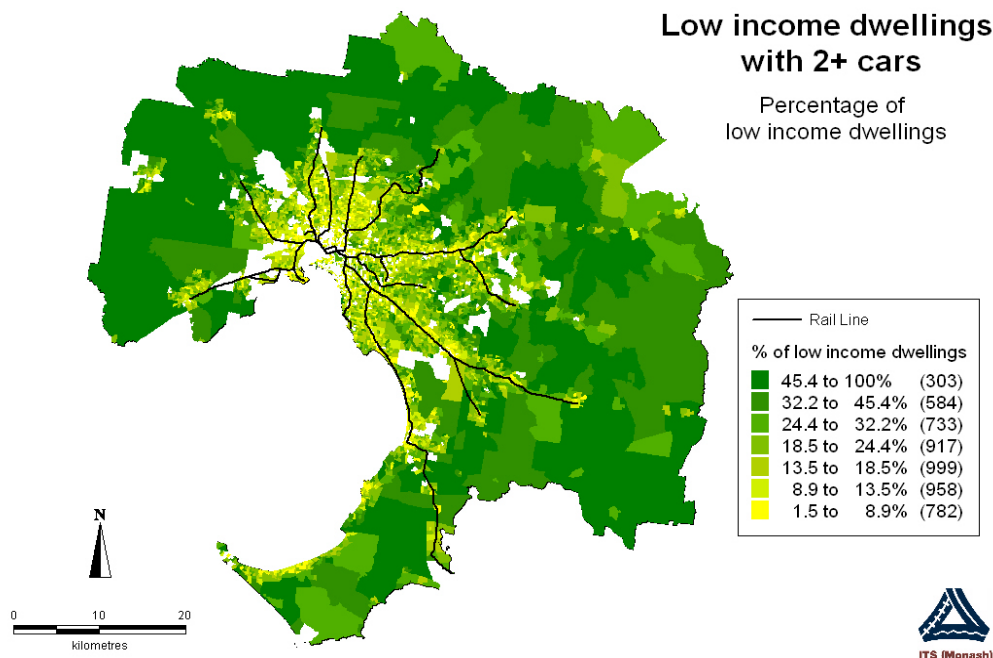 Low income dwellings
with 2+ cars
Percentage of
low income dwellings
Rail Line
% of low income dwellings
45.4 to 100% (303)
32.2 to 45.4% (584)
24.4 to 32.2% (733)
18.5 to 24.4% (917)
13.5 to 18.5% (999)
8.9 to 13.5% (958)
1.5 to 8.9% (782)
N
0 10 20
kilometres
ITS (Monash)